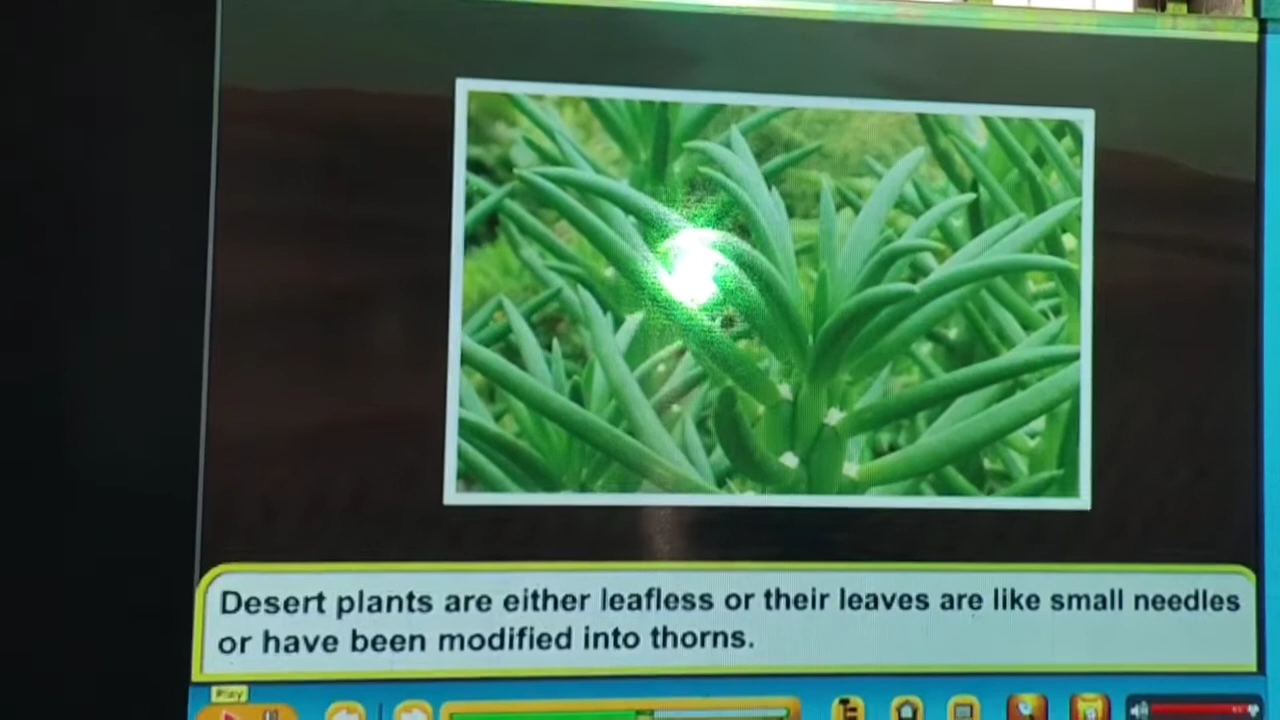 Desert plants are either leafless or their leaves are like small needles
or have been modified into thorns.
Play